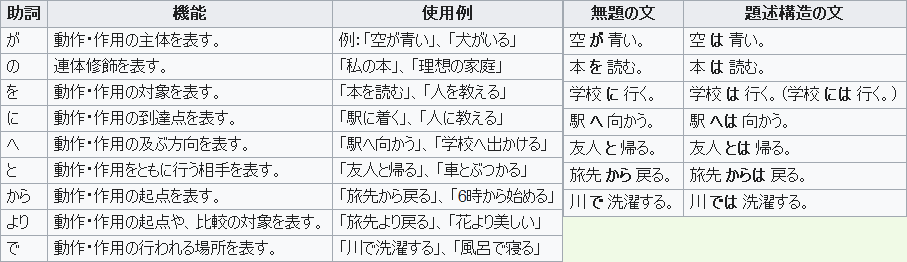 助詞 機能 使用例
が 動作・作用の主体を表す。 例:「空が青い」、「犬がいる」
の 連体修飾を表す。 「私の本」、「理想の家庭」
を 動作・作用の対象を表す。 「本を読む」、「人を教える」
に 動作・作用の到達点を表す。 「駅に着く」、「人に教える」
へ 動作・作用の及ぶ方向を表す。 「駅へ向かう」、「学校へ出かける」
と 動作・作用をともに行う相手を表す。 「友人と帰る」、「車とぶつかる」
から 動作・作用の起点を表す。 「旅先から戻る」、「6時から始める」
より 動作・作用の起点や、比較の対象を表す。 「旅先より戻る」、「花より美しい」
で 動作・作用の行われる場所を表す。 「川で洗濯する」、「風呂で寝る」
無題の文 題述構造の文
空 が 青い。 空 は 青い。
本 を 読む。 本 は 読む。
学校 に 行く。 学校 は 行く。（学校 には 行く。）
駅 へ 向かう。 駅 へは 向かう。
友人 と 帰る。 友人 とは 帰る。
旅先 から 戻る。 旅先 からは 戻る。
川 で 洗濯する。 川 では 洗濯する。